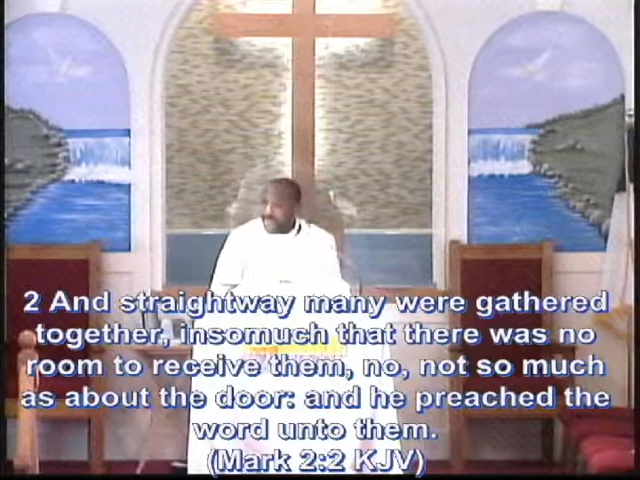 2 And straightway many were gathered
together, insomuch that there was no
room to receive them, no, not so much
as about the door: and he preached the
word unto them.
(Mark 2:2 KJV)